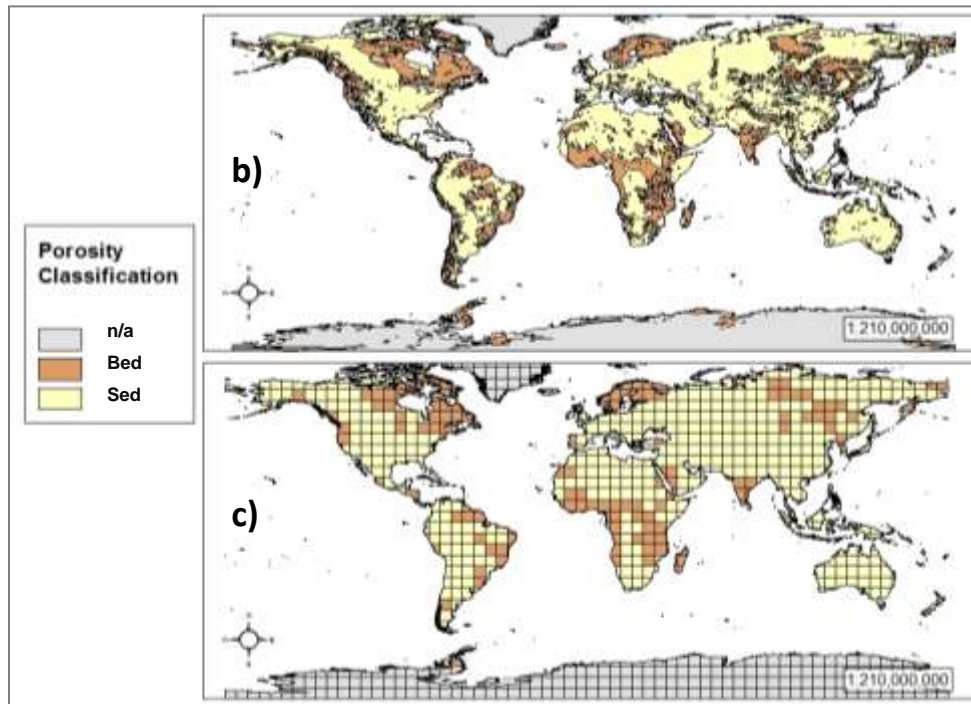 b)
Porosity
Classification
n/a
Bed
Sed
1:210,000,000
c)
1:210,000,000